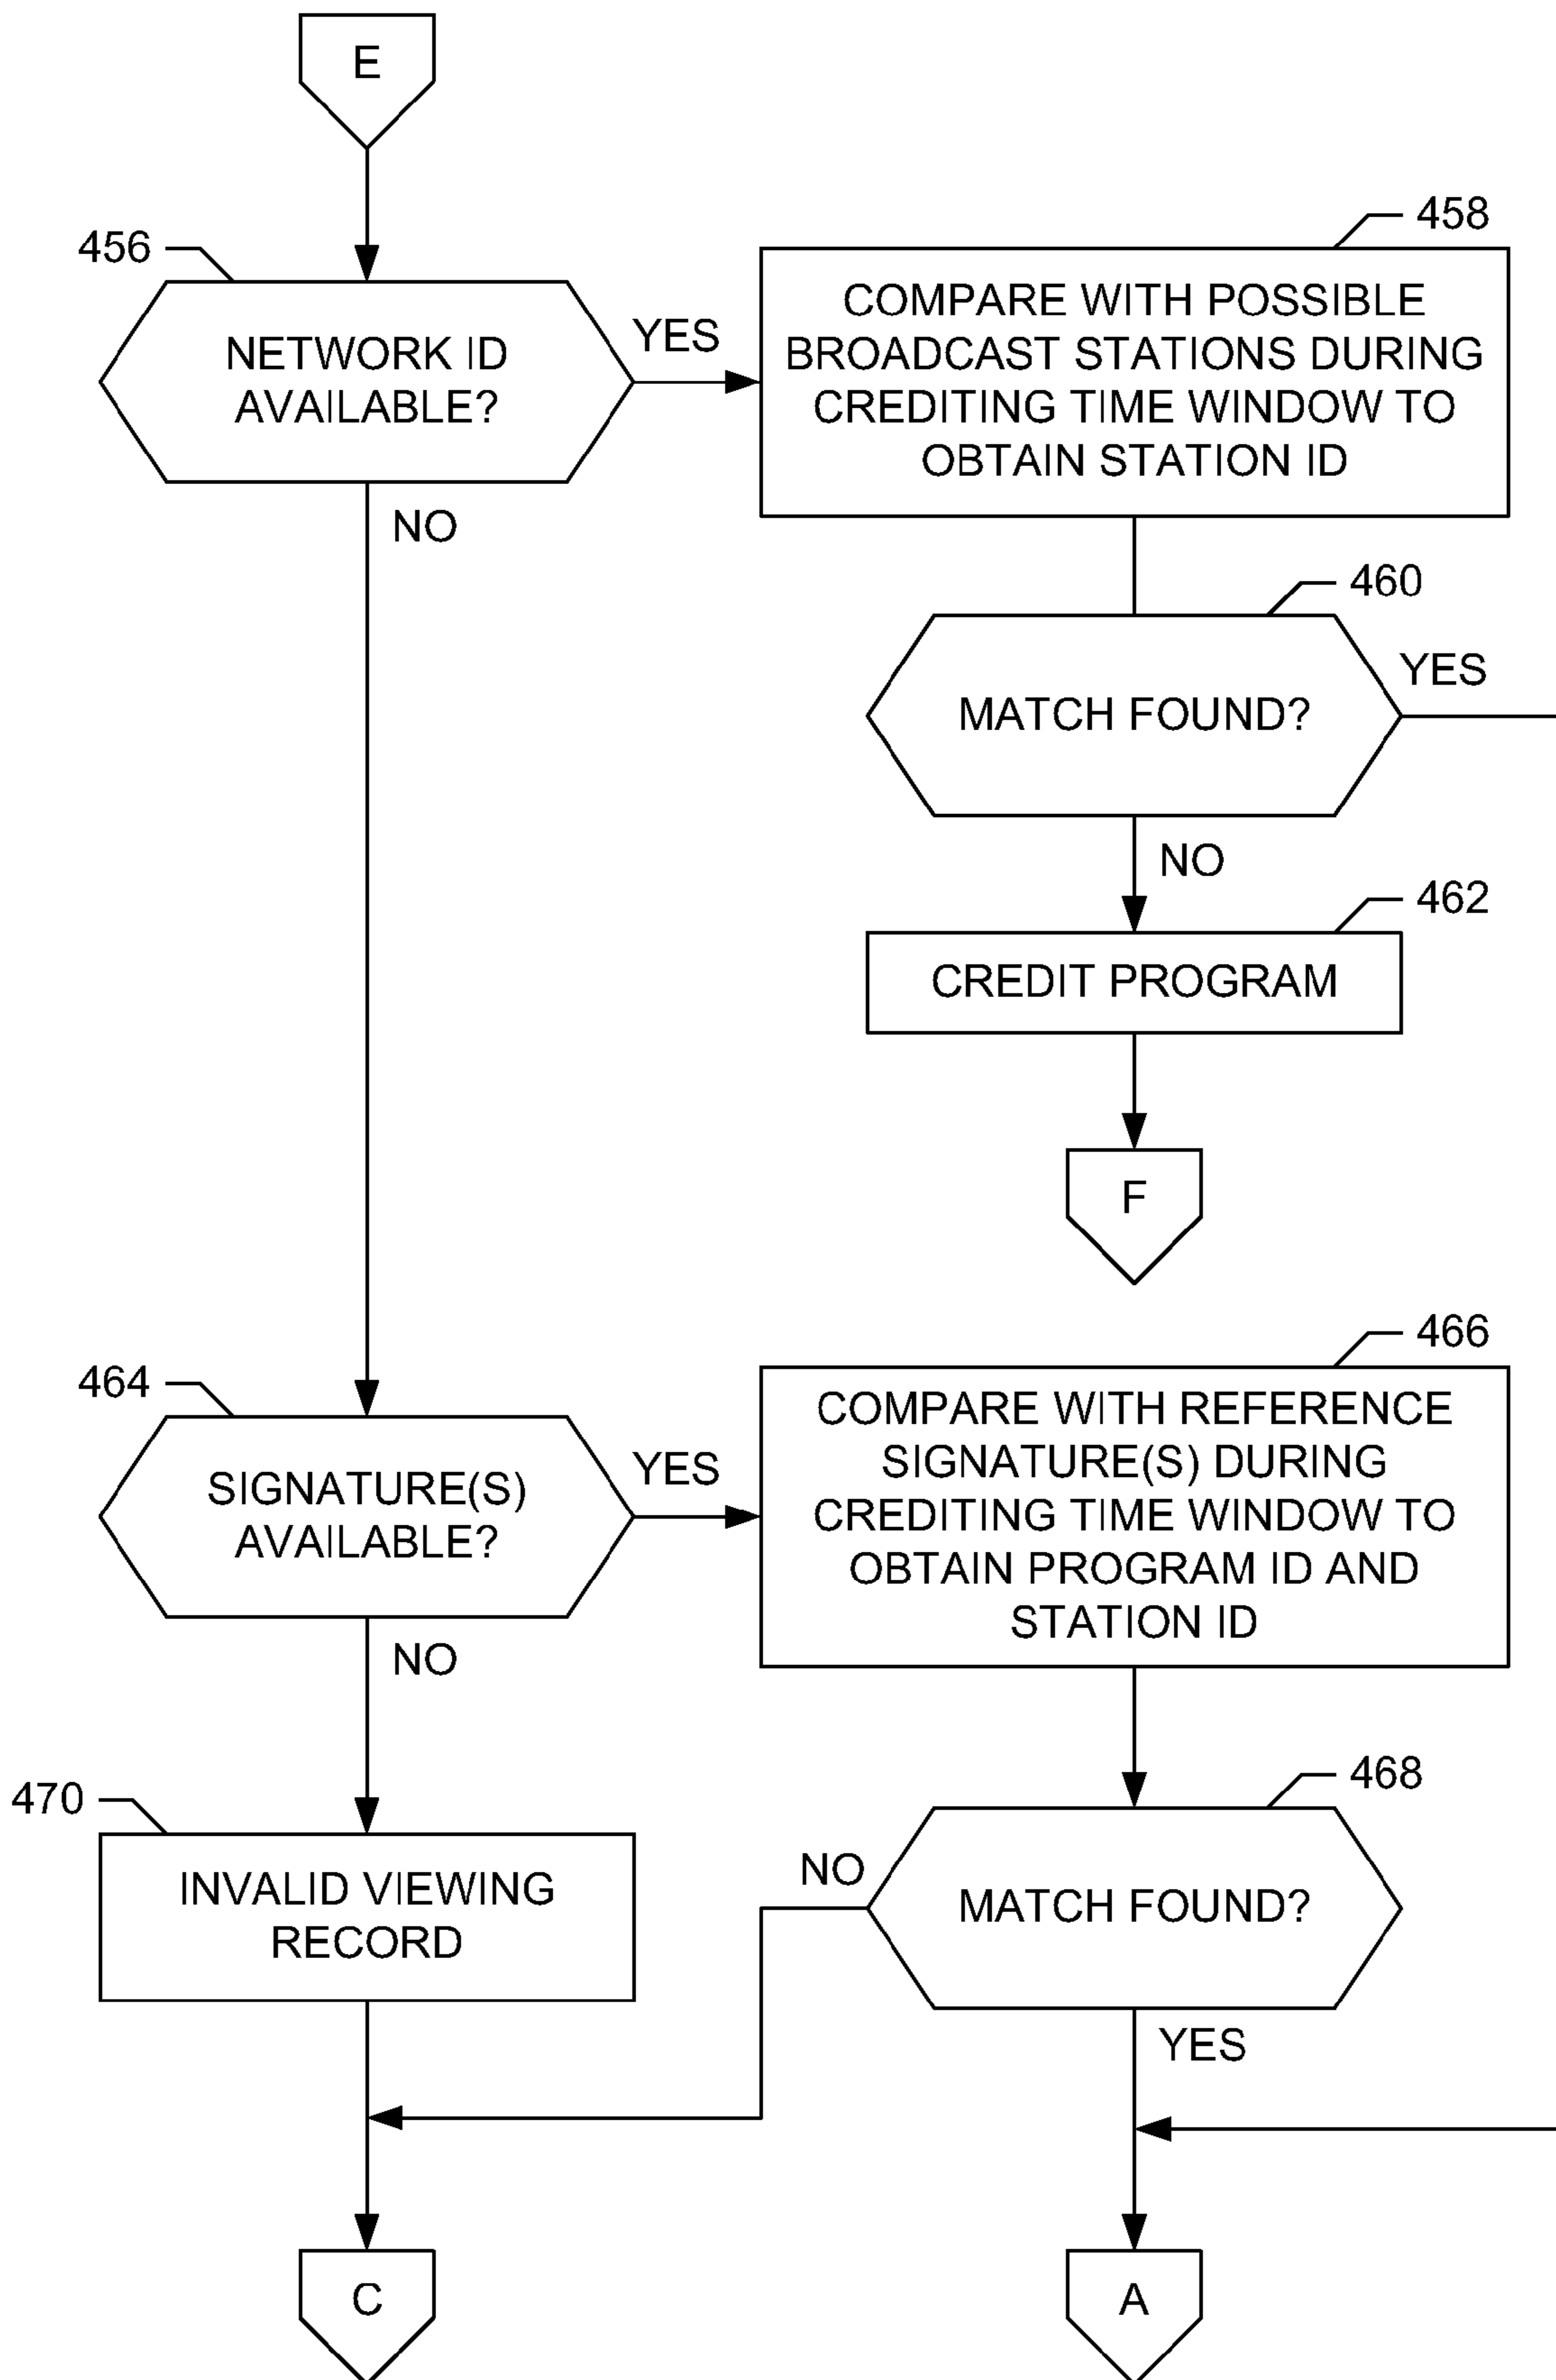 E
456
NETWORK ID
AVAILABLE?
YES
NO
458
COMPARE WITH POSSIBLE
BROADCAST STATIONS DURING
CREDITING TIME WINDOW TO
OBTAIN STATION ID
460
MATCH FOUND?
YES
NO
462
CREDIT PROGRAM
F
464
SIGNATURE(S)
AVAILABLE?
YES
NO
466
COMPARE WITH REFERENCE
SIGNATURE(S) DURING
CREDITING TIME WINDOW TO
OBTAIN PROGRAM ID AND
STATION ID
470
INVALID VIEWING
RECORD
468
MATCH FOUND?
NO
YES
C
A